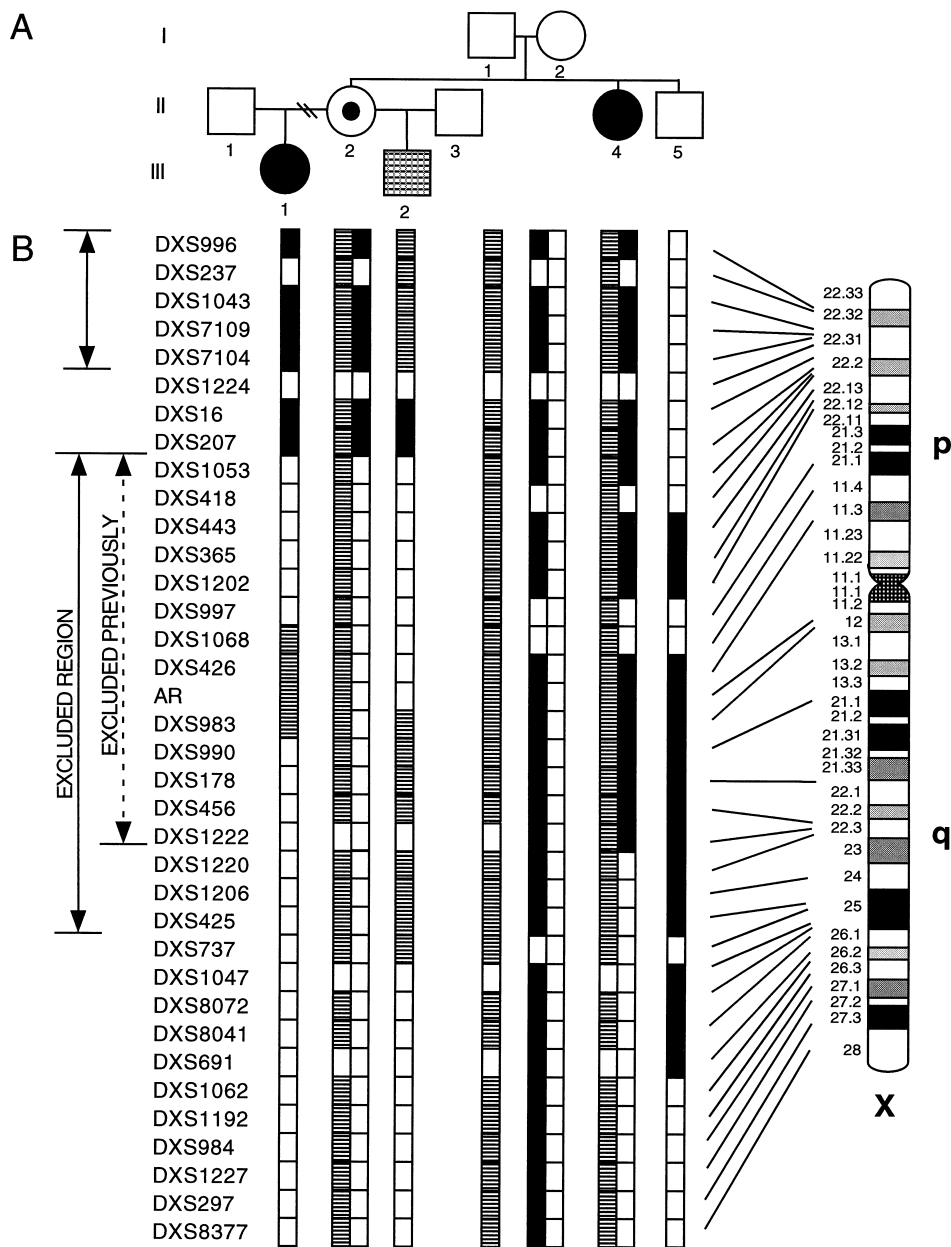 A
I
1 2
II
1 2 3 4 5
III
1 2
B
DXS996
DXS237
DXS1043
DXS7109
DXS7104
DXS1224
DXS16
DXS207
DXS1053
DXS418
DXS443
DXS365
DXS1202
DXS997
DXS1068
DXS426
AR
DXS983
DXS990
DXS178
DXS456
DXS1222
DXS1220
DXS1206
DXS425
DXS737
DXS1047
DXS8072
DXS8041
DXS691
DXS1062
DXS1192
DXS984
DXS1227
DXS297
DXS8377
EXCLUDED REGION
EXCLUDED PREVIOUSLY
22.33
22.32
22.31
22.2
22.13
22.12
22.11
21.3
21.2
21.1
11.4
11.3
11.23
11.22
11.1
11.1
11.2
12
13.1
13.2
13.3
21.1
21.2
21.31
21.32
21.33
22.1
22.2
22.3
23
24
25
26.1
26.2
26.3
27.1
27.2
27.3
28
p
q
X